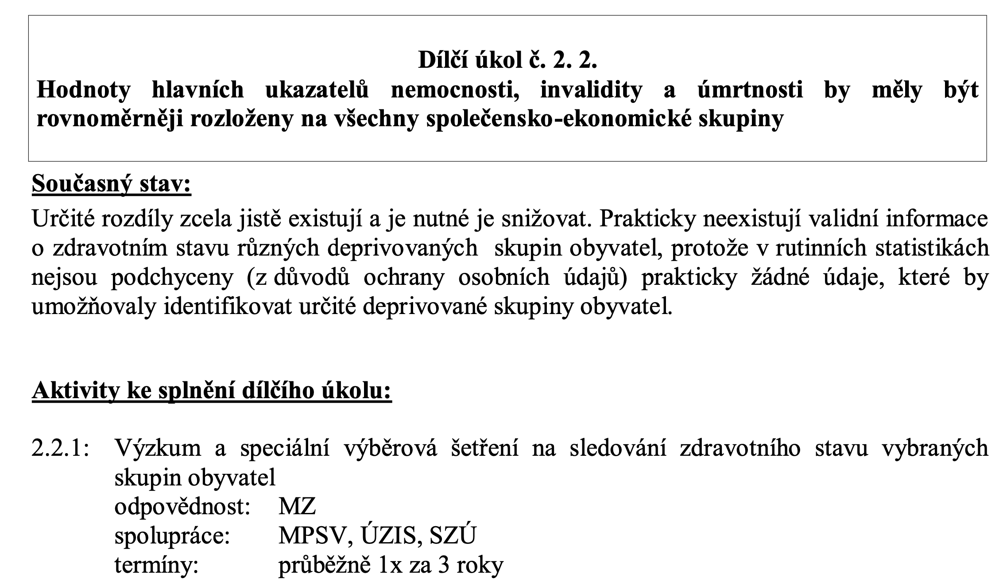 Dílčí úkol č. 2. 2.
Hodnoty hlavních ukazatelů nemocnosti, invalidity a úmrtnosti by měly být
rovnoměrněji rozloženy na všechny společensko-ekonomické skupiny
Současný stav:
Určité rozdíly zcela jistě existují a je nutné je snižovat. Prakticky neexistují validní informace
o zdravotním stavu různých deprivovaných skupin obyvatel, protože v rutinních statistikách
nejsou podchyceny (z důvodů ochrany osobních údajů) prakticky žádné údaje, které by
umožňovaly identifikovat určité deprivované skupiny obyvatel.
Aktivity ke splnění dílčího úkolu:
2.2.1: Výzkum a speciální výběrová šetření na sledování zdravotního stavu vybraných
skupin obyvatel
odpovědnost: MZ
spolupráce: MPSV, ÚZIS, SZÚ
termíny: průběžně 1x za 3 roky